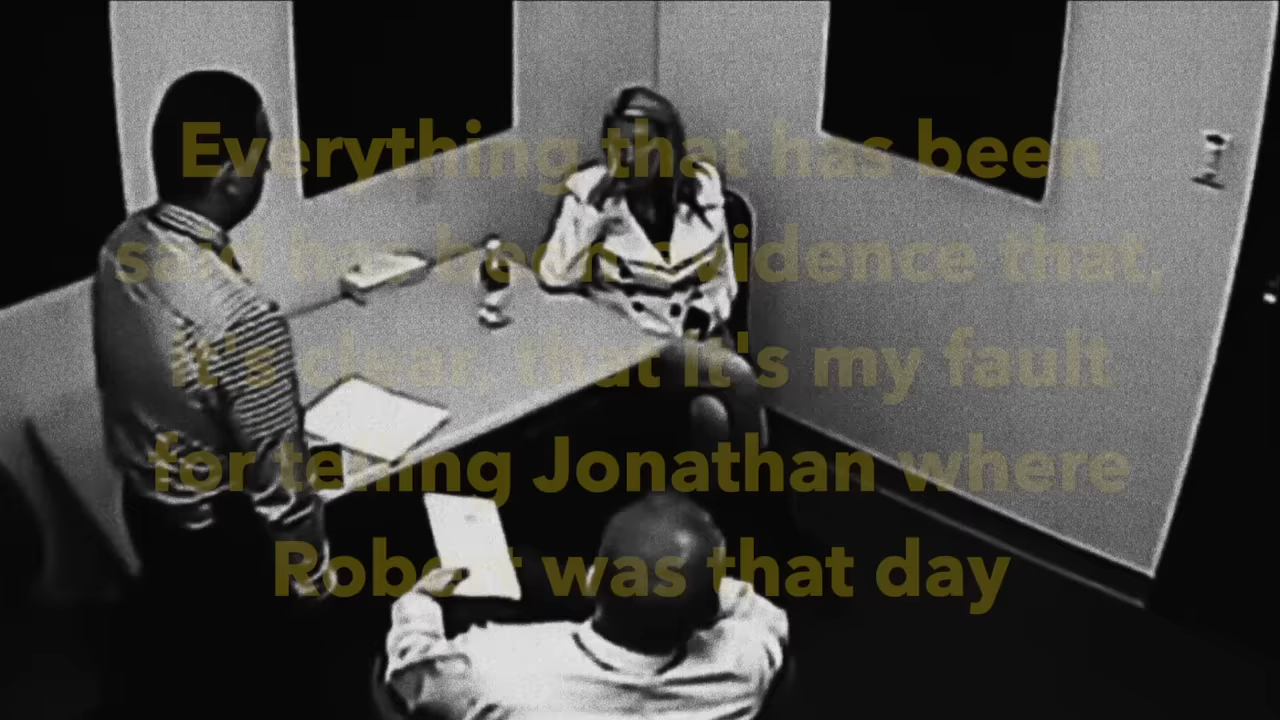 Everything that has been
said has been evidence that,
it's clear, that it's my fault
for telling Jonathan where
Robert was that day